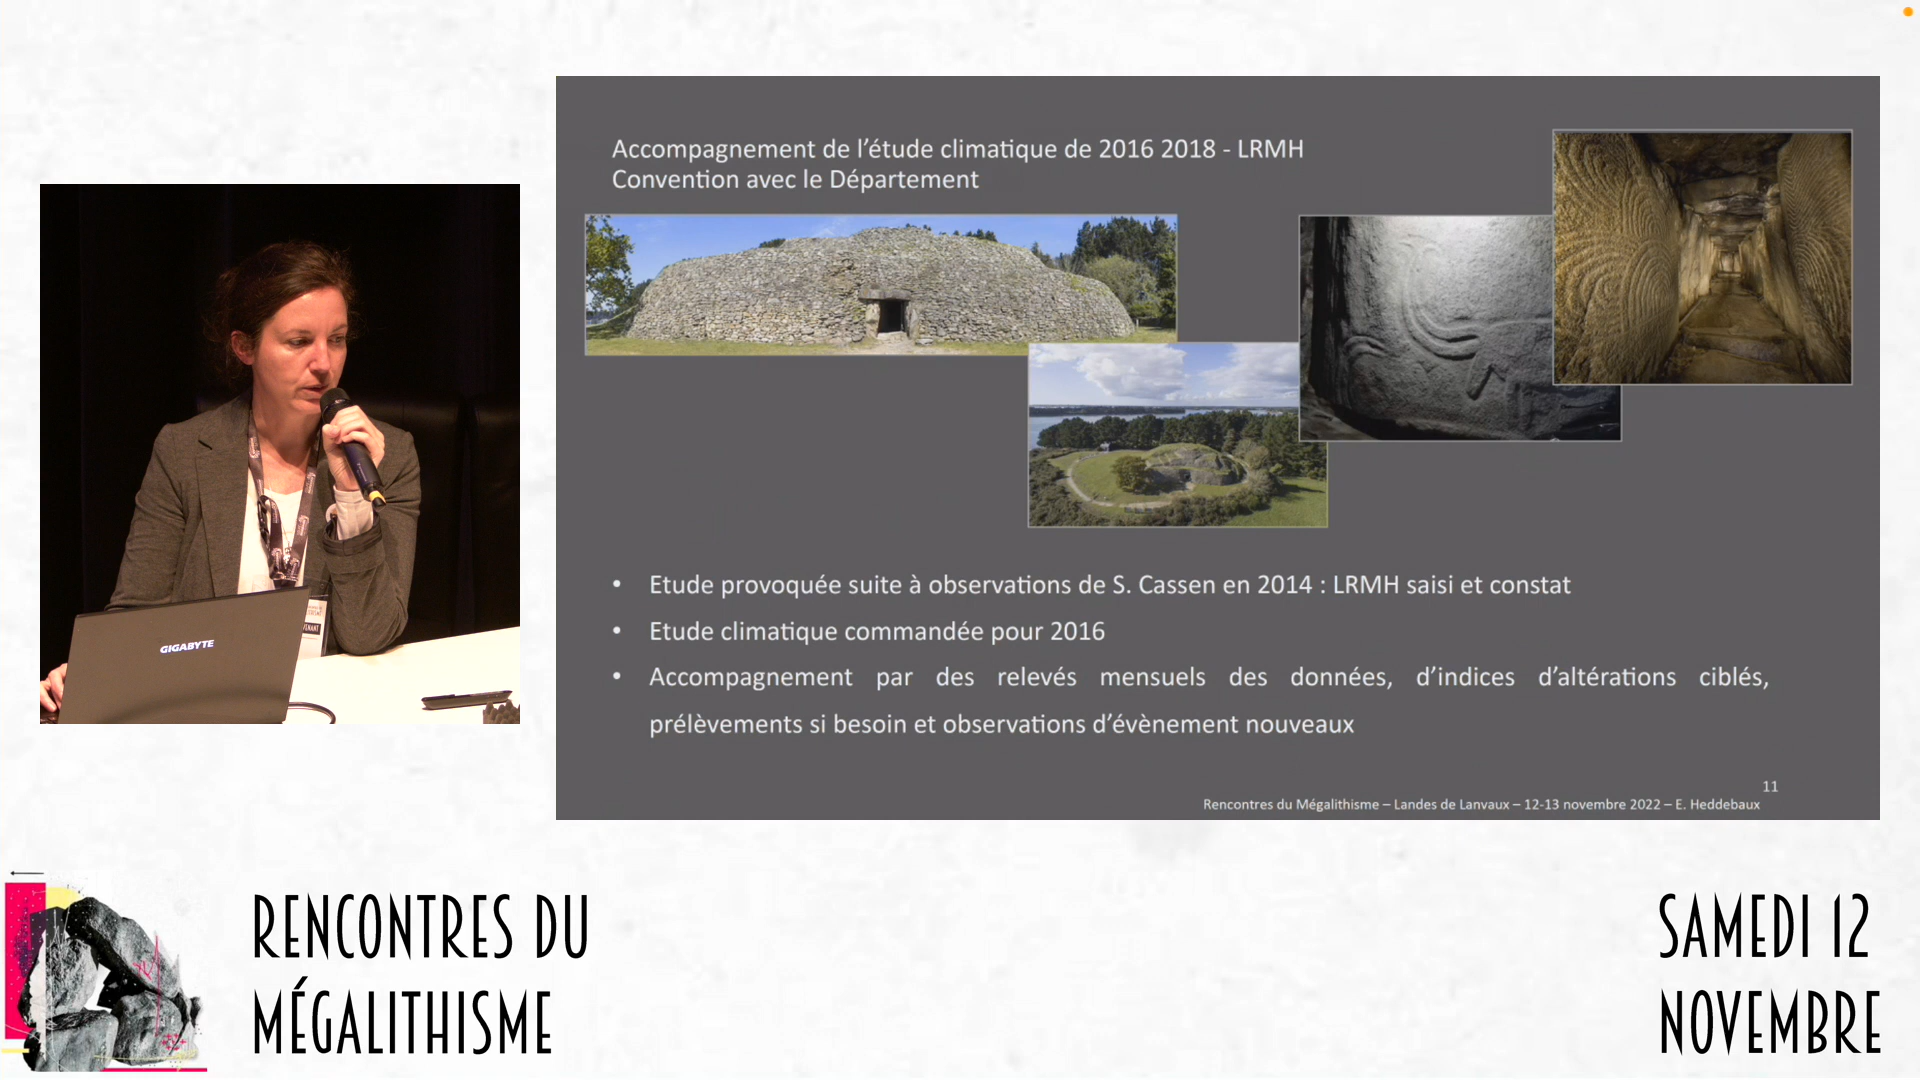 Accompagnement de l’étude climatique de 2016 2018 - LRMH
Convention avec le Département
• Etude provoquée suite à observations de S. Cassen en 2014 : LRMH saisi et constat
• Etude climatique commandée pour 2016
• Accompagnement par des relevés mensuels des données, d’indices d’altérations ciblés,
prélèvements si besoin et observations d’évènement nouveaux
11
Rencontres du Mégalithisme – Landes de Lanvaux – 12-13 novembre 2022 – E. Heddebaux
GIGABYTE
RENCONTRES DU
MÉGALITHISME
SAMEDI 12
NOVEMBRE